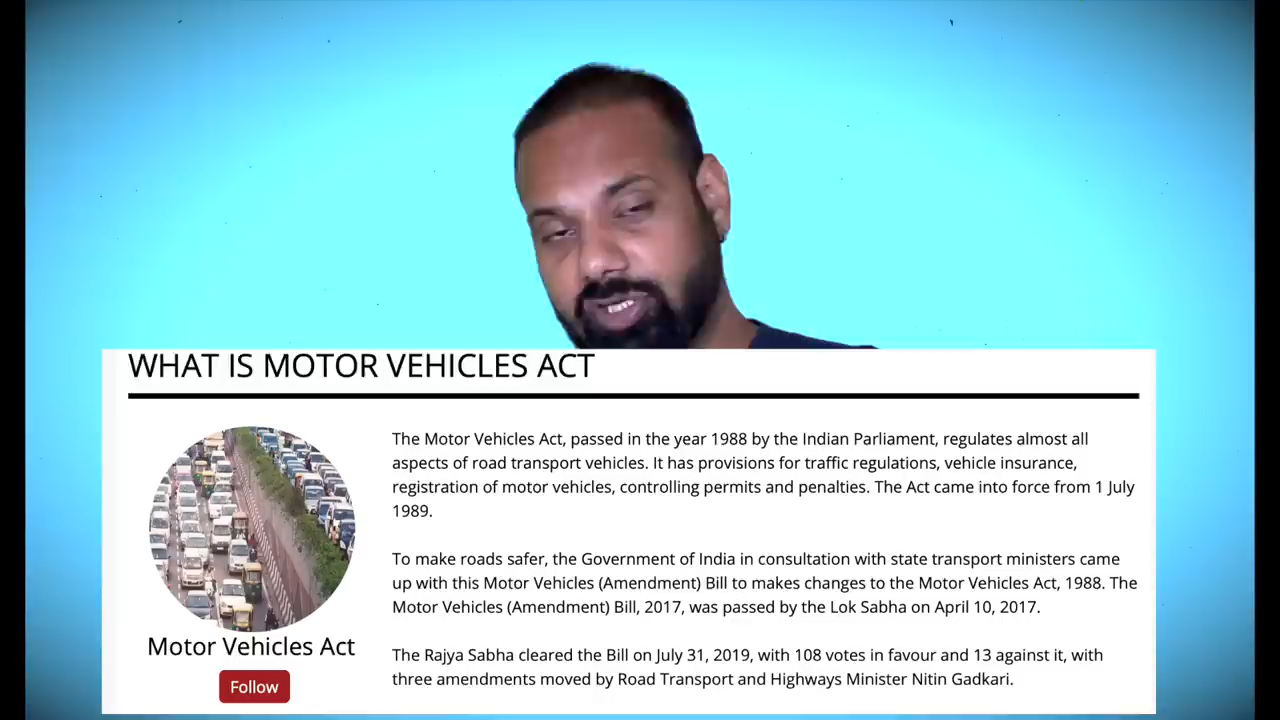 WHAT IS MOTOR VEHICLES ACT
The Motor Vehicles Act, passed in the year 1988 by the Indian Parliament, regulates almost all
aspects of road transport vehicles. It has provisions for traffic regulations, vehicle insurance,
registration of motor vehicles, controlling permits and penalties. The Act came into force from 1 July
1989.
To make roads safer, the Government of India in consultation with state transport ministers came
up with this Motor Vehicles (Amendment) Bill to makes changes to the Motor Vehicles Act, 1988. The
Motor Vehicles (Amendment) Bill, 2017, was passed by the Lok Sabha on April 10, 2017.
The Rajya Sabha cleared the Bill on July 31, 2019, with 108 votes in favour and 13 against it, with
three amendments moved by Road Transport and Highways Minister Nitin Gadkari.
Motor Vehicles Act
Follow